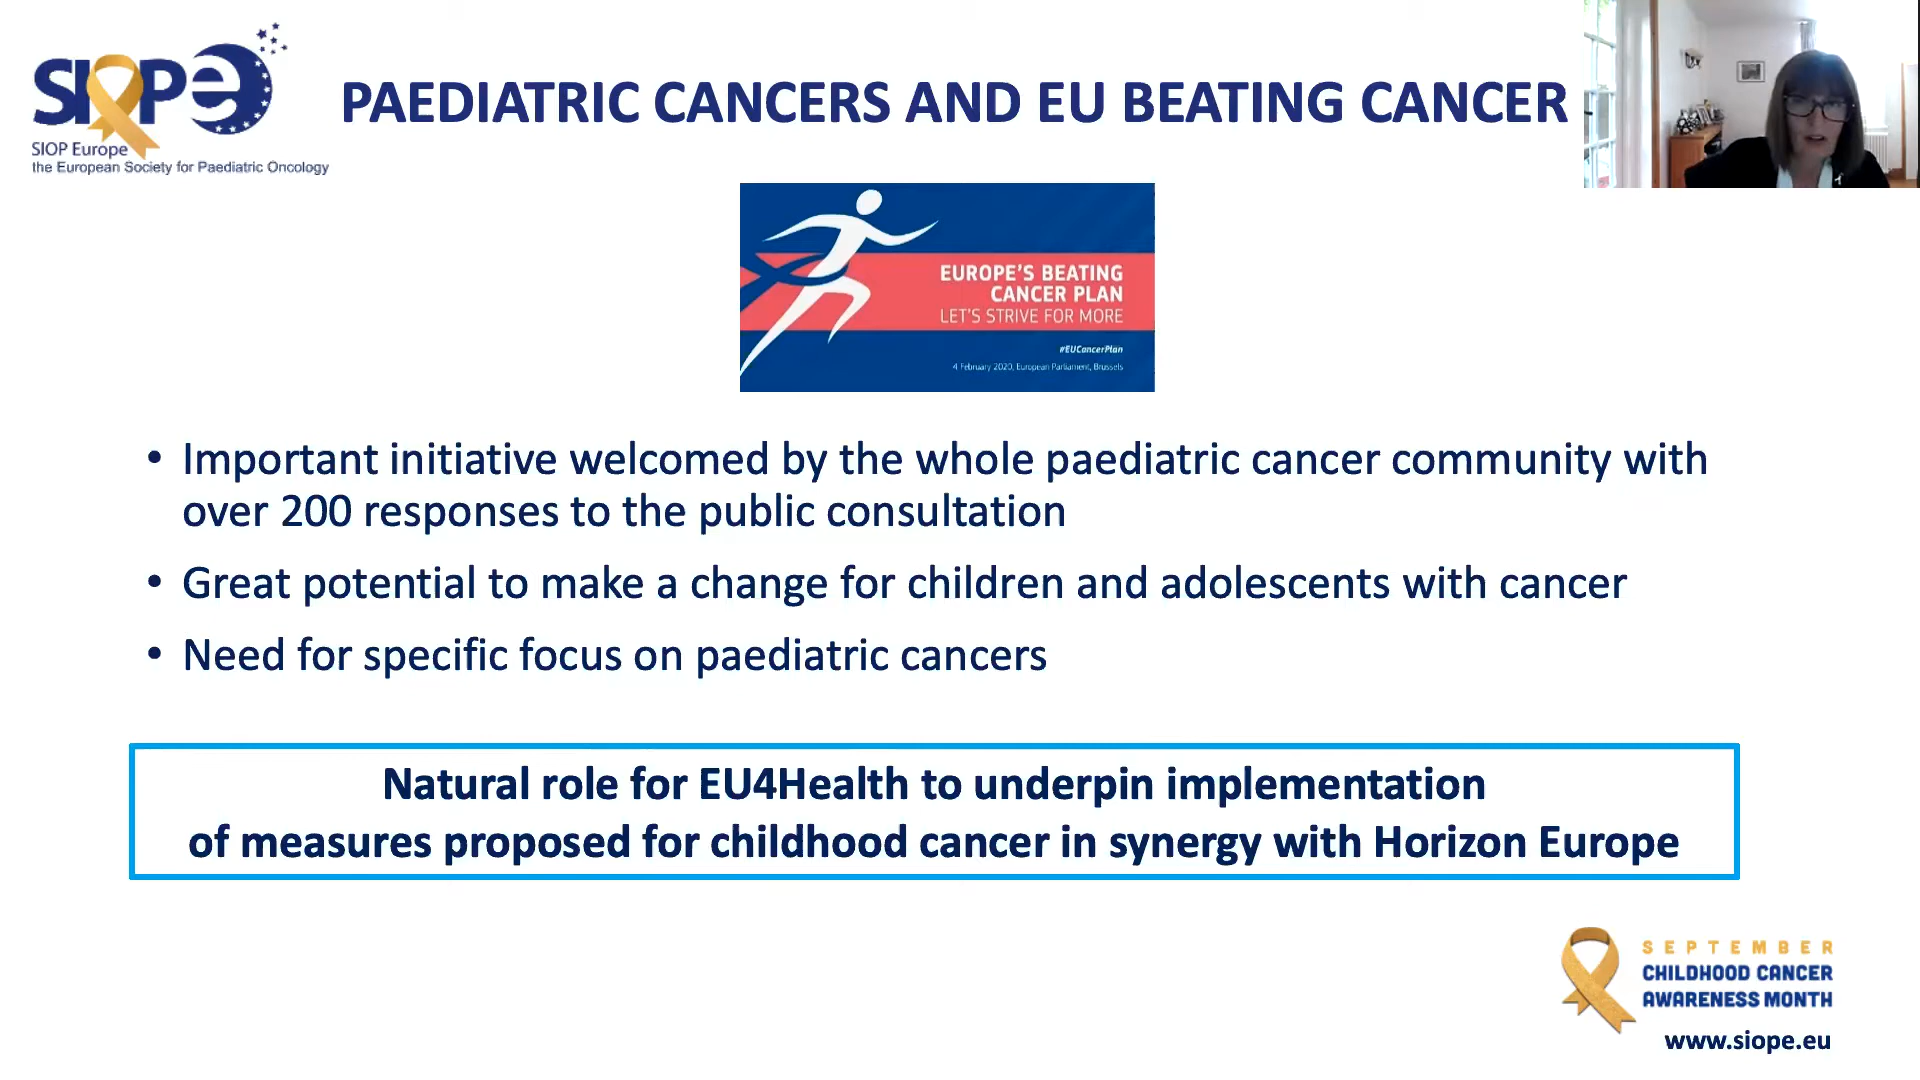 SIOPe
SIOP Europe
the European Society for Paediatric Oncology
PAEDIATRIC CANCERS AND EU BEATING CANCER
EUROPE'S BEATING
CANCER PLAN
LET'S STRIVE FOR MORE
#EUCancerPlan
4 February 2020, European Parliament, Brussels
• Important initiative welcomed by the whole paediatric cancer community with
over 200 responses to the public consultation
• Great potential to make a change for children and adolescents with cancer
• Need for specific focus on paediatric cancers
Natural role for EU4Health to underpin implementation
of measures proposed for childhood cancer in synergy with Horizon Europe
SEPTEMBER
CHILDHOOD CANCER
AWARENESS MONTH
www.siope.eu